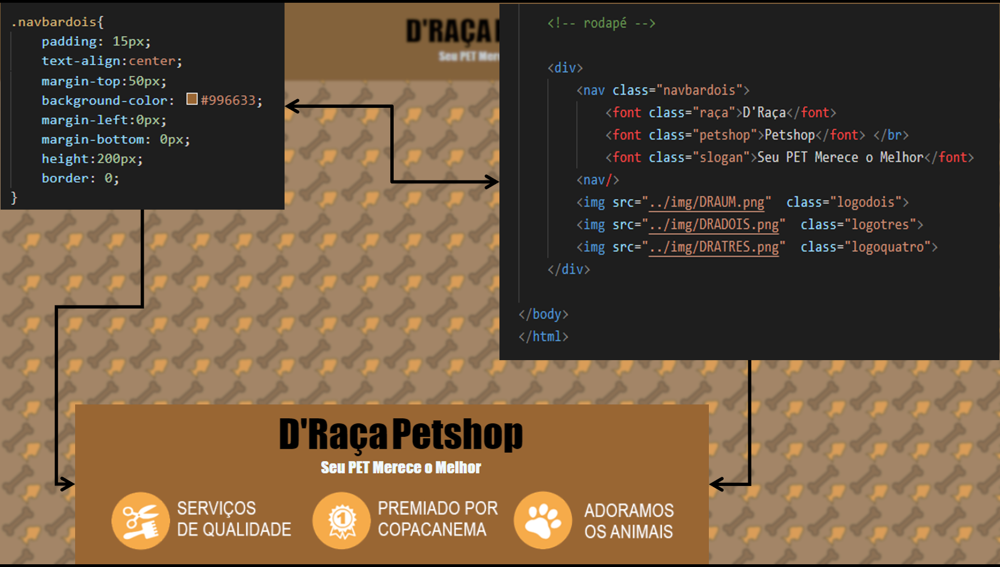 .navbardois{
padding: 15px;
text-align:center;
margin-top:50px;
background-color: #996633;
margin-left:0px;
margin-bottom: 0px;
height:200px;
border: 0;
}
D'RAÇA
Seu PET
<!-- rodapé -->
<div>
<nav class="navbardois">
<font class="raça">D'Raça</font>
<font class="petshop">Petshop</font> </br>
<font class="slogan">Seu PET Merece o Melhor</font>
<nav/>
<img src="../img/DRAUM.png" class="logodois">
<img src="../img/DRADOIS.png" class="logotres">
<img src="../img/DRATRES.png" class="logoquatro">
</div>
</body>
</html>
D'Raça Petshop
Seu PET Merece o Melhor
SERVIÇOS
DE QUALIDADE
1
PREMIADO POR
COPACANEMA
ADORAMOS
OS ANIMAIS